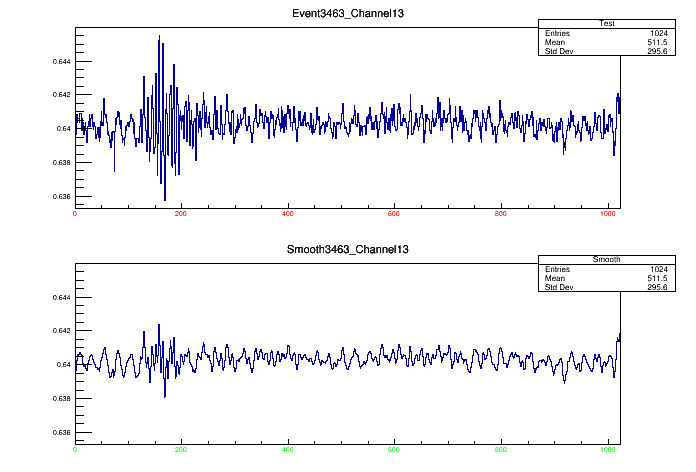 Event3463_Channel13
Test
Entries 1024
Mean 511.5
Std Dev 295.6
0.644
0.642
0.64
0.638
0.636
0 200 400 600 800 1000
Smooth3463_Channel13
Smooth
Entries 1024
Mean 511.5
Std Dev 295.6
0.644
0.642
0.64
0.638
0.636
0 200 400 600 800 1000